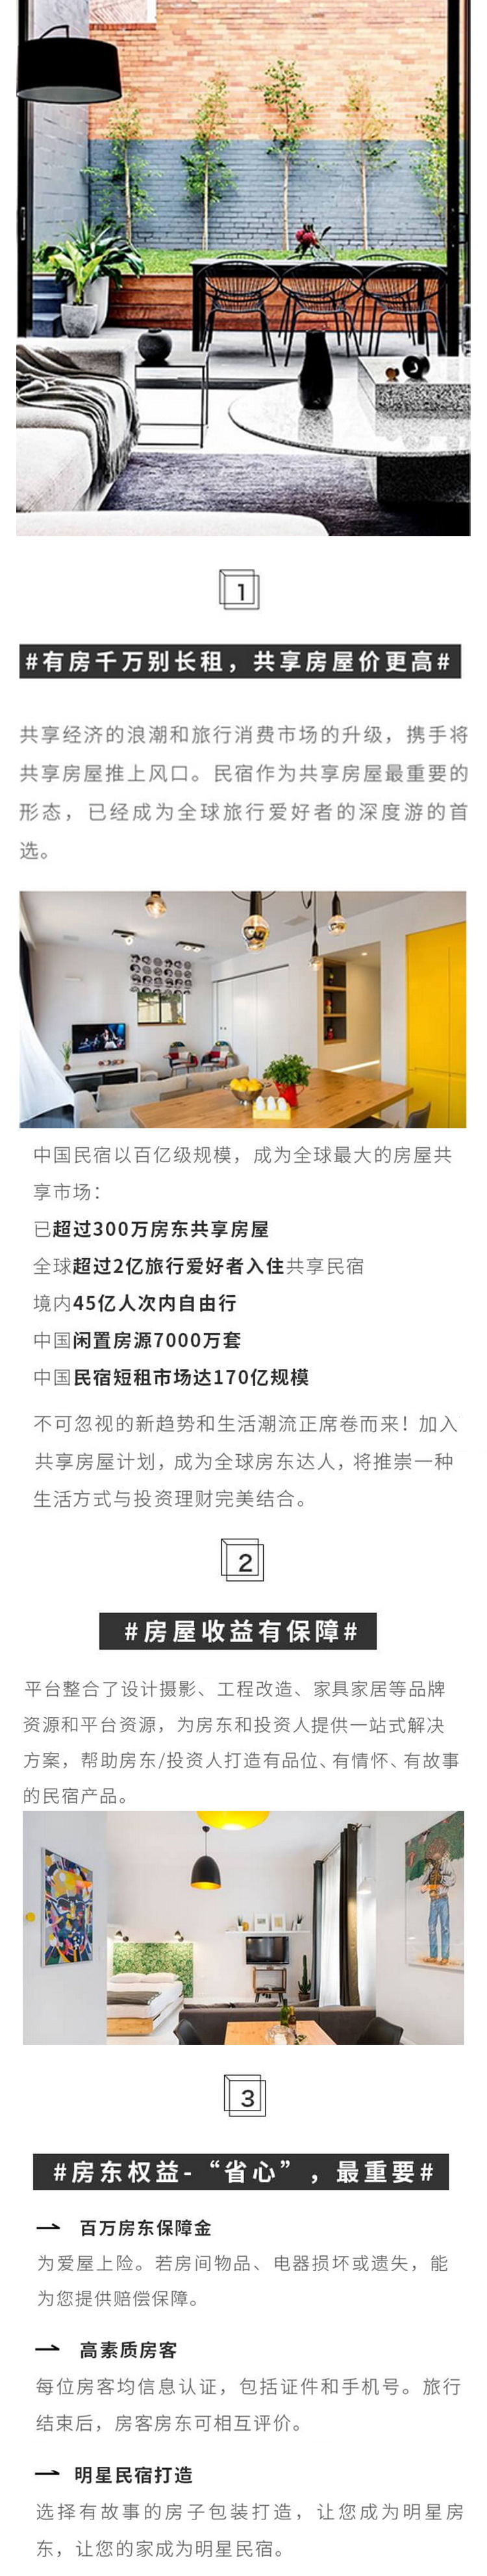 1
#有房千万别长租，共享房屋价更高#
共享经济的浪潮和旅行消费市场的升级，携手将
共享房屋推上风口。民宿作为共享房屋最重要的
形态，已经成为全球旅行爱好者的深度游的首
选。
中国民宿以百亿级规模，成为全球最大的房屋共
享市场：
已超过300万房东共享房屋
全球超过2亿旅行爱好者入住共享民宿
境内45亿人次内自由行
中国闲置房源7000万套
中国民宿短租市场达170亿规模
不可忽视的新趋势和生活潮流正席卷而来！加入
共享房屋计划，成为全球房东达人，将推崇一种
生活方式与投资理财完美结合。
2
#房屋收益有保障#
平台整合了设计摄影、工程改造、家具家居等品牌
资源和平台资源，为房东和投资人提供一站式解决
方案，帮助房东/投资人打造有品位、有情怀、有故事
的民宿产品。
3
#房东权益-“省心”，最重要#
百万房东保障金
为爱屋上险。若房间物品、电器损坏或遗失，能
为您提供赔偿保障。
高素质房客
每位房客均信息认证，包括证件和手机号。旅行
结束后，房客房东可相互评价。
明星民宿打造
选择有故事的房子包装打造，让您成为明星房
东，让您的家成为明星民宿。